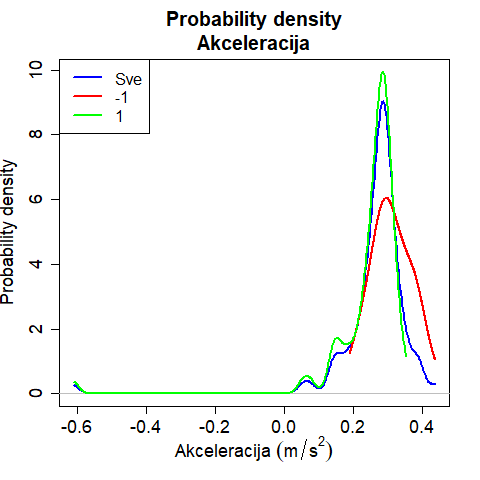 Probability density
Akceleracija
Sve
-1
1
Probability density
10
8
6
4
2
0
-0.6 -0.4 -0.2 0.0 0.2 0.4
Akceleracija (m/s²)